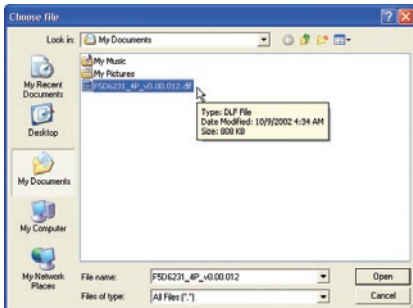 Choose file
Look in: My Documents
My Music
My Pictures
F5D6231_4P_v0.00.012.dlf
Type: DLF File
Date Modified: 10/9/2002 4:34 AM
Size: 808 KB
My Recent
Documents
Desktop
My Documents
My Computer
My Network
Places
File name: F5D6231_4P_v0.00.012 Open
Files of type: All Files (*.*) Cancel